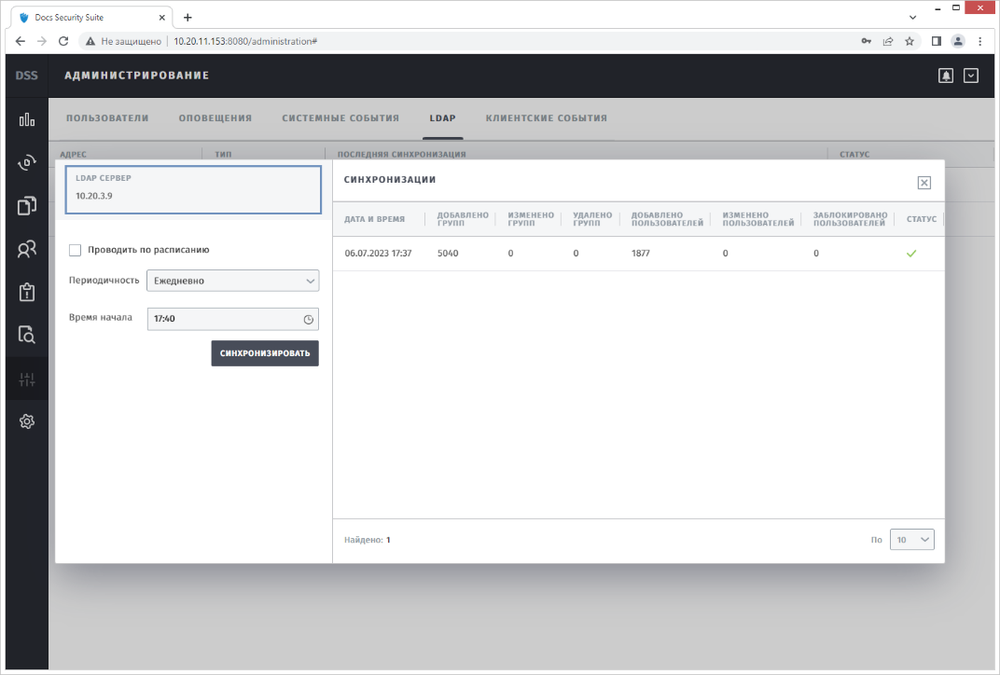 Docs Security Suite
Не защищено 10.20.11.153:8080/administration#
DSS АДМИНИСТРИРОВАНИЕ
ПОЛЬЗОВАТЕЛИ ОПОВЕЩЕНИЯ СИСТЕМНЫЕ СОБЫТИЯ LDAP КЛИЕНТСКИЕ СОБЫТИЯ
АДРЕС ТИП ПОСЛЕДНЯЯ СИНХРОНИЗАЦИЯ СТАТУС
LDAP СЕРВЕР
10.20.3.9
Проводить по расписанию
Периодичность Ежедневно
Время начала 17:40
СИНХРОНИЗИРОВАТЬ
СИНХРОНИЗАЦИИ
ДАТА И ВРЕМЯ ДОБАВЛЕНО ГРУПП ИЗМЕНЕНО ГРУПП УДАЛЕНО ГРУПП ДОБАВЛЕНО ПОЛЬЗОВАТЕЛЕЙ ИЗМЕНЕНО ПОЛЬЗОВАТЕЛЕЙ ЗАБЛОКИРОВАНО ПОЛЬЗОВАТЕЛЕЙ СТАТУС
06.07.2023 17:37 5040 0 0 1877 0 0
Найдено: 1 По 10